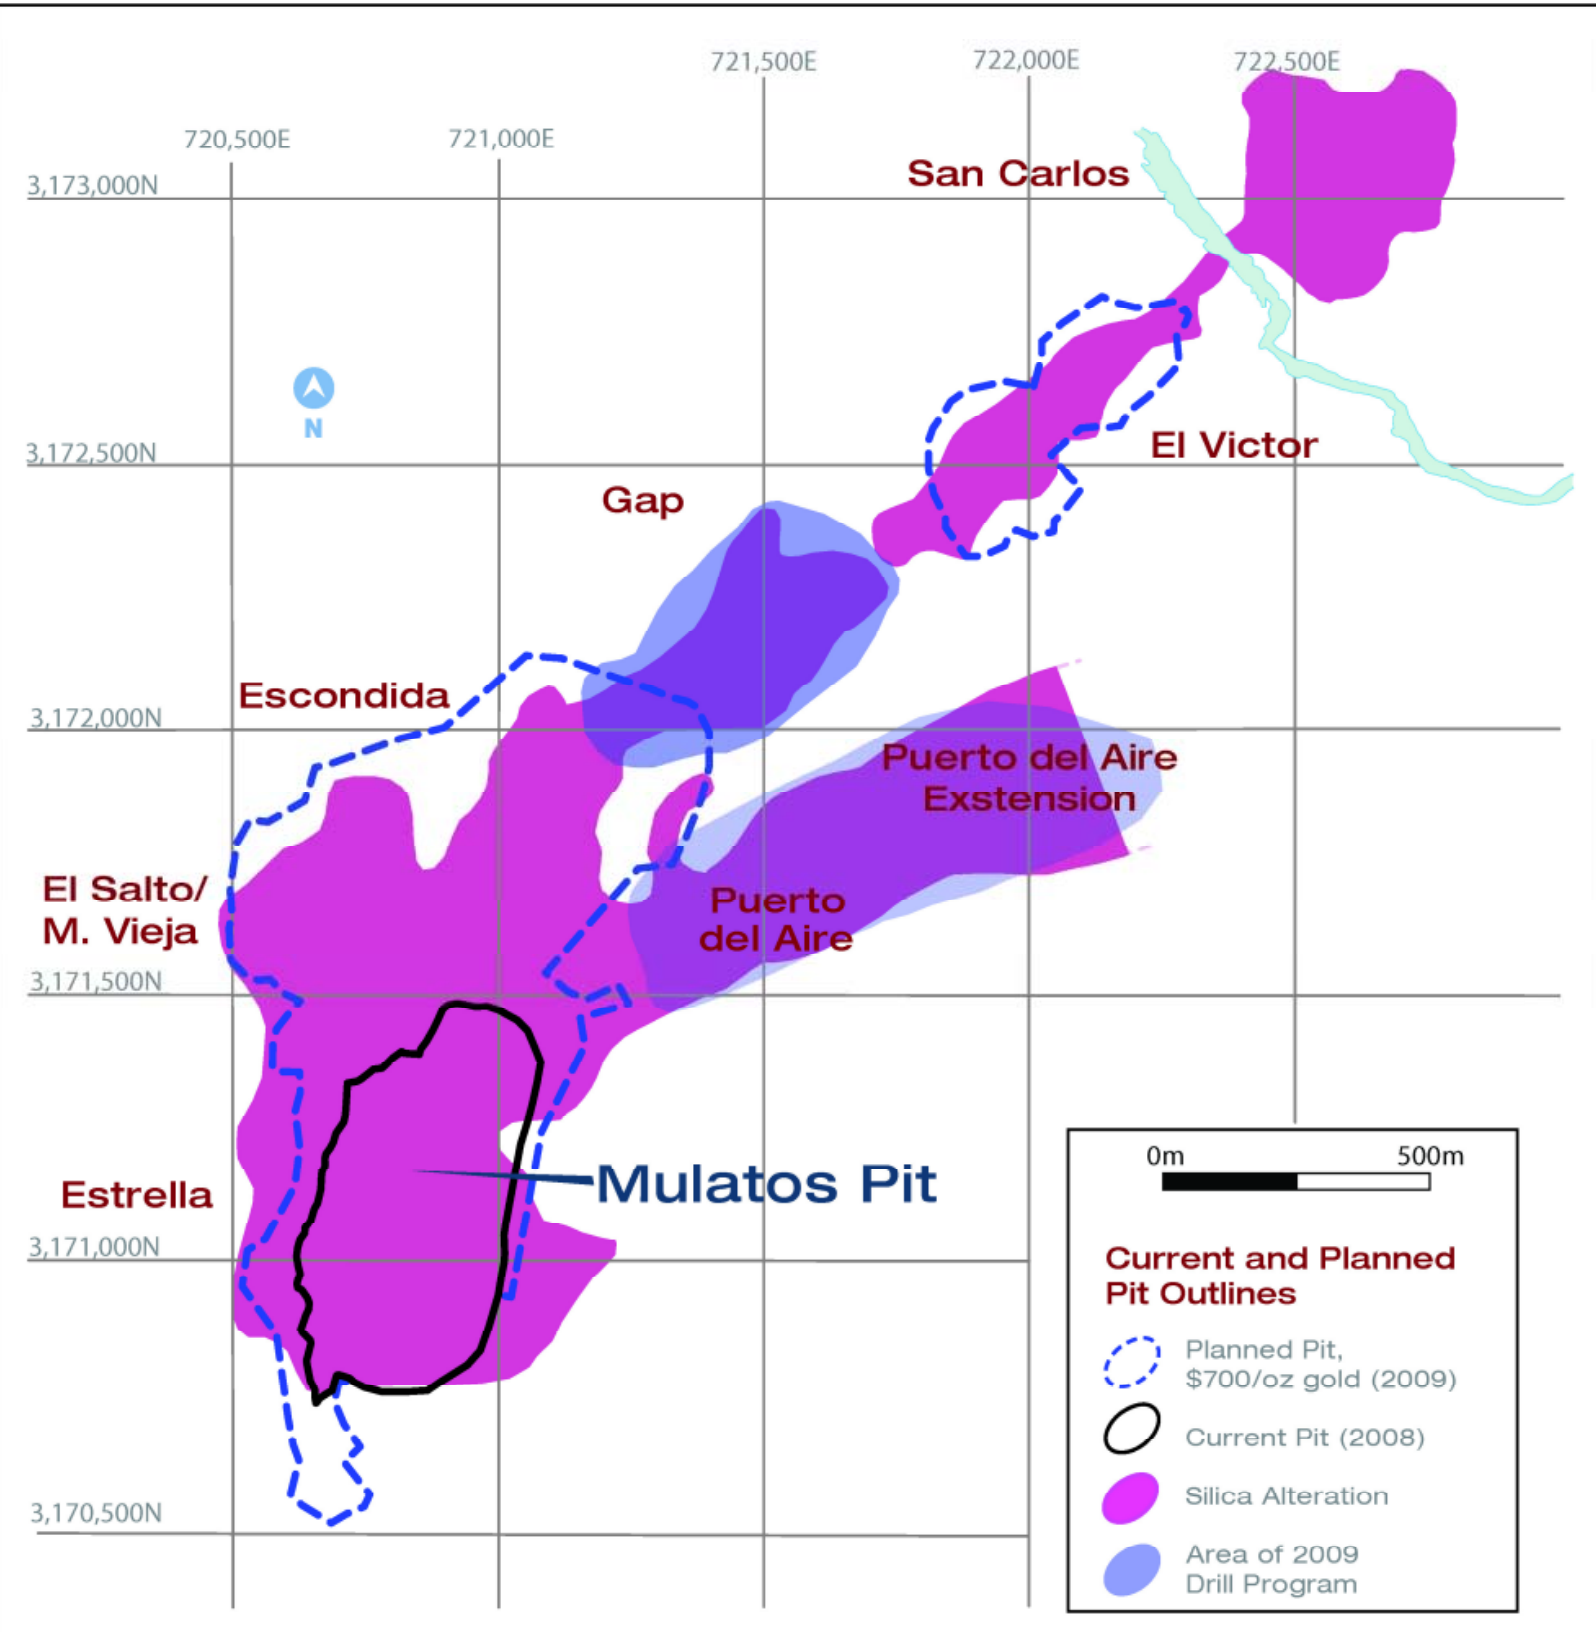 721,500E
722,000E
722,500E
720,500E
721,000E
San Carlos
3,173,000N
N
El Victor
3,172,500N
Gap
Escondida
3,172,000N
Puerto del Aire
Exstension
El Salto/
M. Vieja
Puerto
del Aire
3,171,500N
0m
500m
Mulatos Pit
Estrella
3,171,000N
Current and Planned
Pit Outlines
Planned Pit,
$700/oz gold (2009)
Current Pit (2008)
Silica Alteration
3,170,500N
Area of 2009
Drill Program